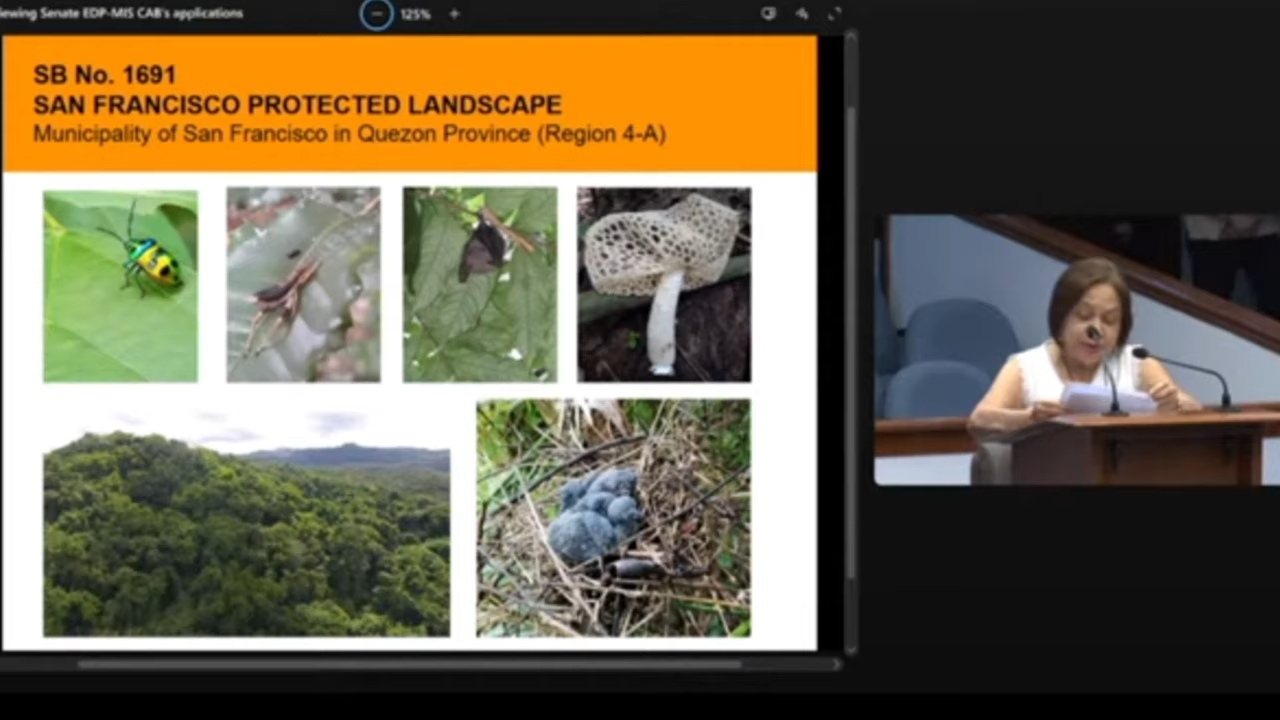 iewing Senate EDP-MIS CAB's applications
125%
SB No. 1691
SAN FRANCISCO PROTECTED LANDSCAPE
Municipality of San Francisco in Quezon Province (Region 4-A)